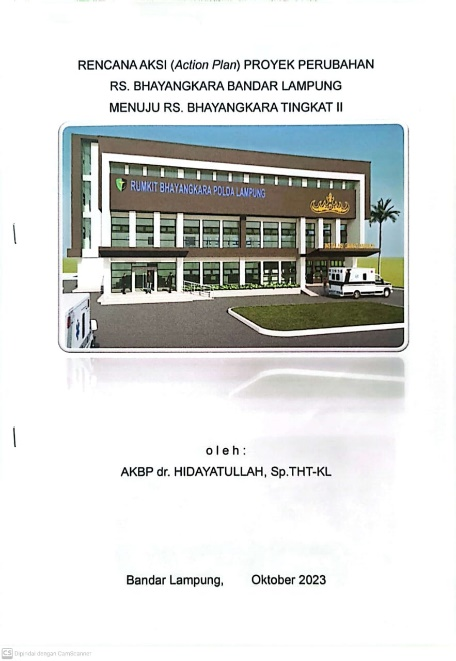 RENCANA AKSI (Action Plan) PROYEK PERUBAHAN
RS. BHAYANGKARA BANDAR LAMPUNG
MENUJU RS. BHAYANGKARA TINGKAT II
RUMKIT BHAYANGKARA POLDA LAMPUNG
oleh :
AKBP dr. HIDAYATULLAH, Sp.THT-KL
Bandar Lampung, Oktober 2023
CS Dipindai dengan CamScanner